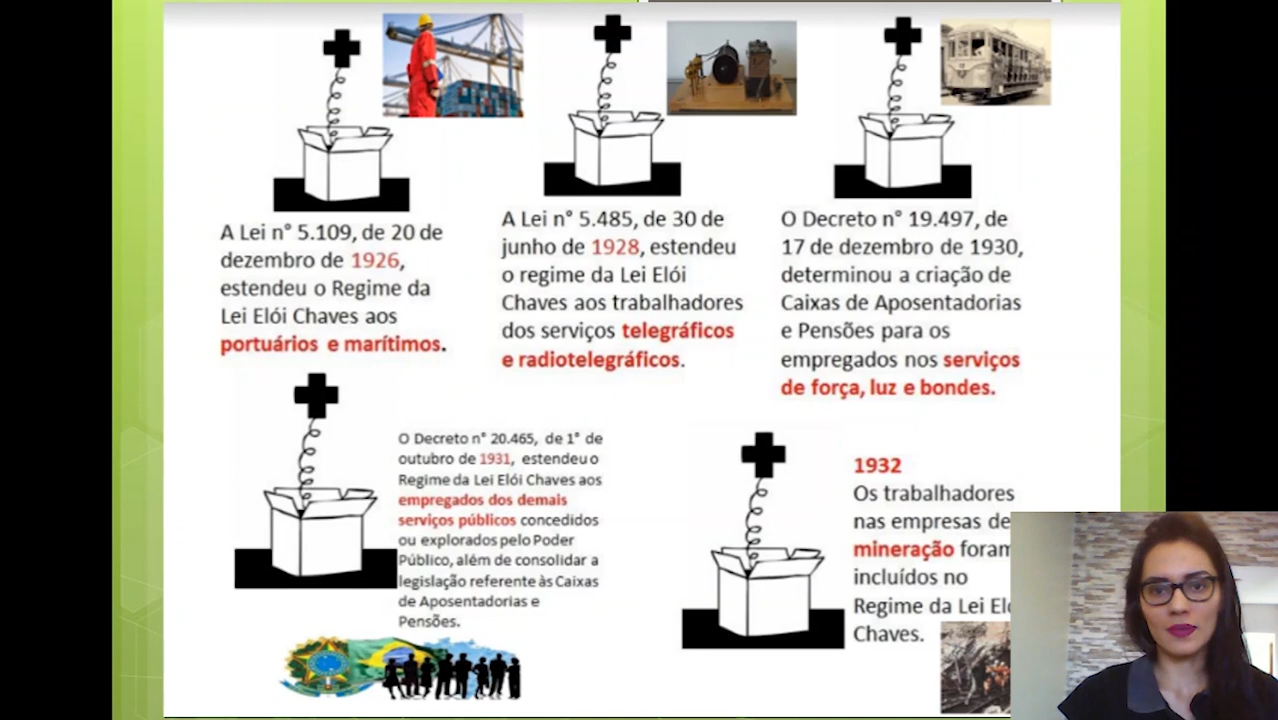 A Lei n° 5.109, de 20 de
dezembro de 1926,
estendeu o Regime da
Lei Elói Chaves aos
portuários e marítimos.
A Lei n° 5.485, de 30 de
junho de 1928, estendeu
o regime da Lei Elói
Chaves aos trabalhadores
dos serviços telegráficos
e radiotelegráficos.
O Decreto n° 19.497, de
17 de dezembro de 1930,
determinou a criação de
Caixas de Aposentadorias
e Pensões para os
empregados nos serviços
de força, luz e bondes.
O Decreto n° 20.465, de 1° de
outubro de 1931, estendeu o
Regime da Lei Elói Chaves aos
empregados dos demais
serviços públicos concedidos
ou explorados pelo Poder
Público, além de consolidar a
legislação referente às Caixas
de Aposentadorias e
Pensões.
1932
Os trabalhadores
nas empresas de
mineração foram
incluídos no
Regime da Lei
Chaves.